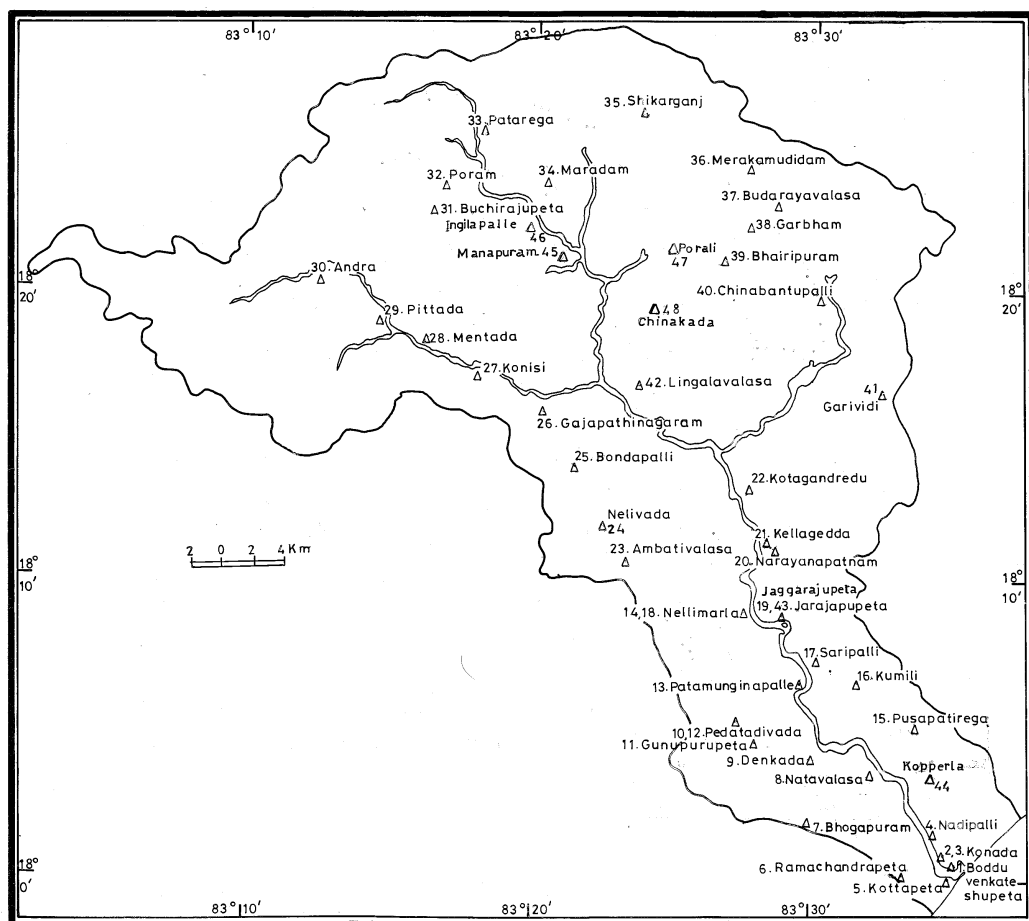 83°10′ 83°20′ 83°30′
35. Shikarganj
33. Patarega
36. Merakamudidam
34. Maradam
32. Poram
37. Budarayavalasa
31. Buchirajupeta
38. Garbham
Ingilapalle
46
Porali
47
Manapuram 45
39. Bhairipuram
30. Andra
18°
20′
18°
20′
40. Chinabantupalli
29. Pittada
48
Chinakada
28. Mentada
27. Konisi
42. Lingalavalasa
41
Garividi
26. Gajapathinagaram
25. Bondapalli
22. Kotagandredu
Nelivada
24
21. Kellagedda
2 0 2 4 Km
23. Ambativalasa
20. Narayanapatnam
18°
10′
18°
10′
Jaggarajupeta
14,18. Nellimarla
19,43. Jarajapupeta
17. Saripalli
13. Patamunginapalle
16. Kumili
15. Pusapatirega
10,12. Pedatadivada
11. Gunupurupeta
9. Denkada
Kopperla
44
8. Natavalasa
7. Bhogapuram
4. Nadipalli
2,3. Konada
1. Boddu
venkate
shupeta
6. Ramachandrapeta
5. Kottapeta
18°
0′
18°
0′
83°10′ 83°20′ 83°30′